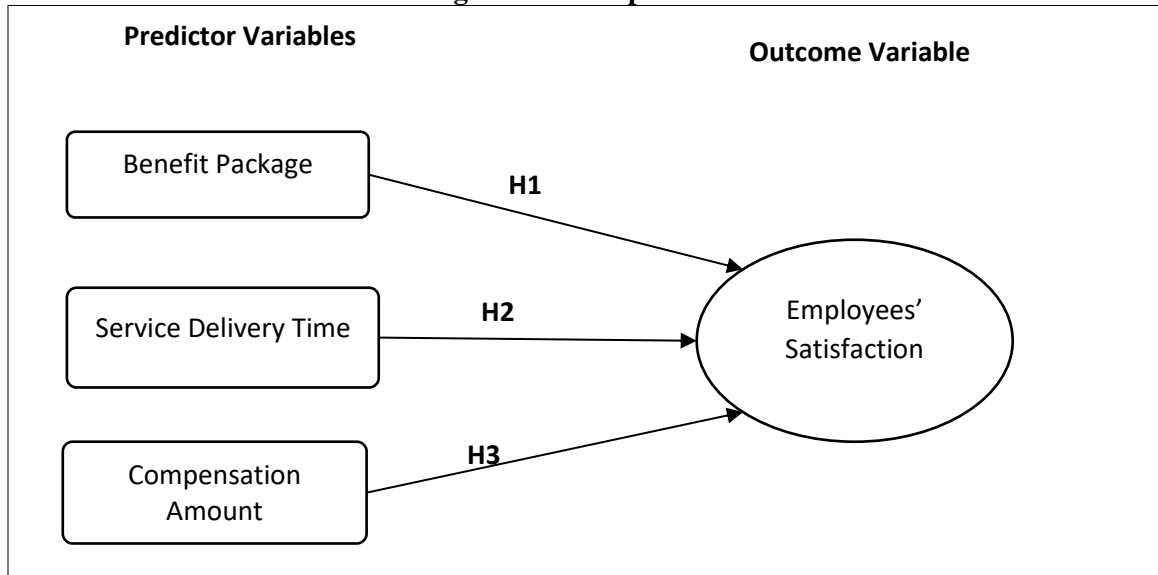 Predictor Variables
Outcome Variable
Benefit Package
H1
Service Delivery Time
H2
Employees’
Satisfaction
Compensation
Amount
H3